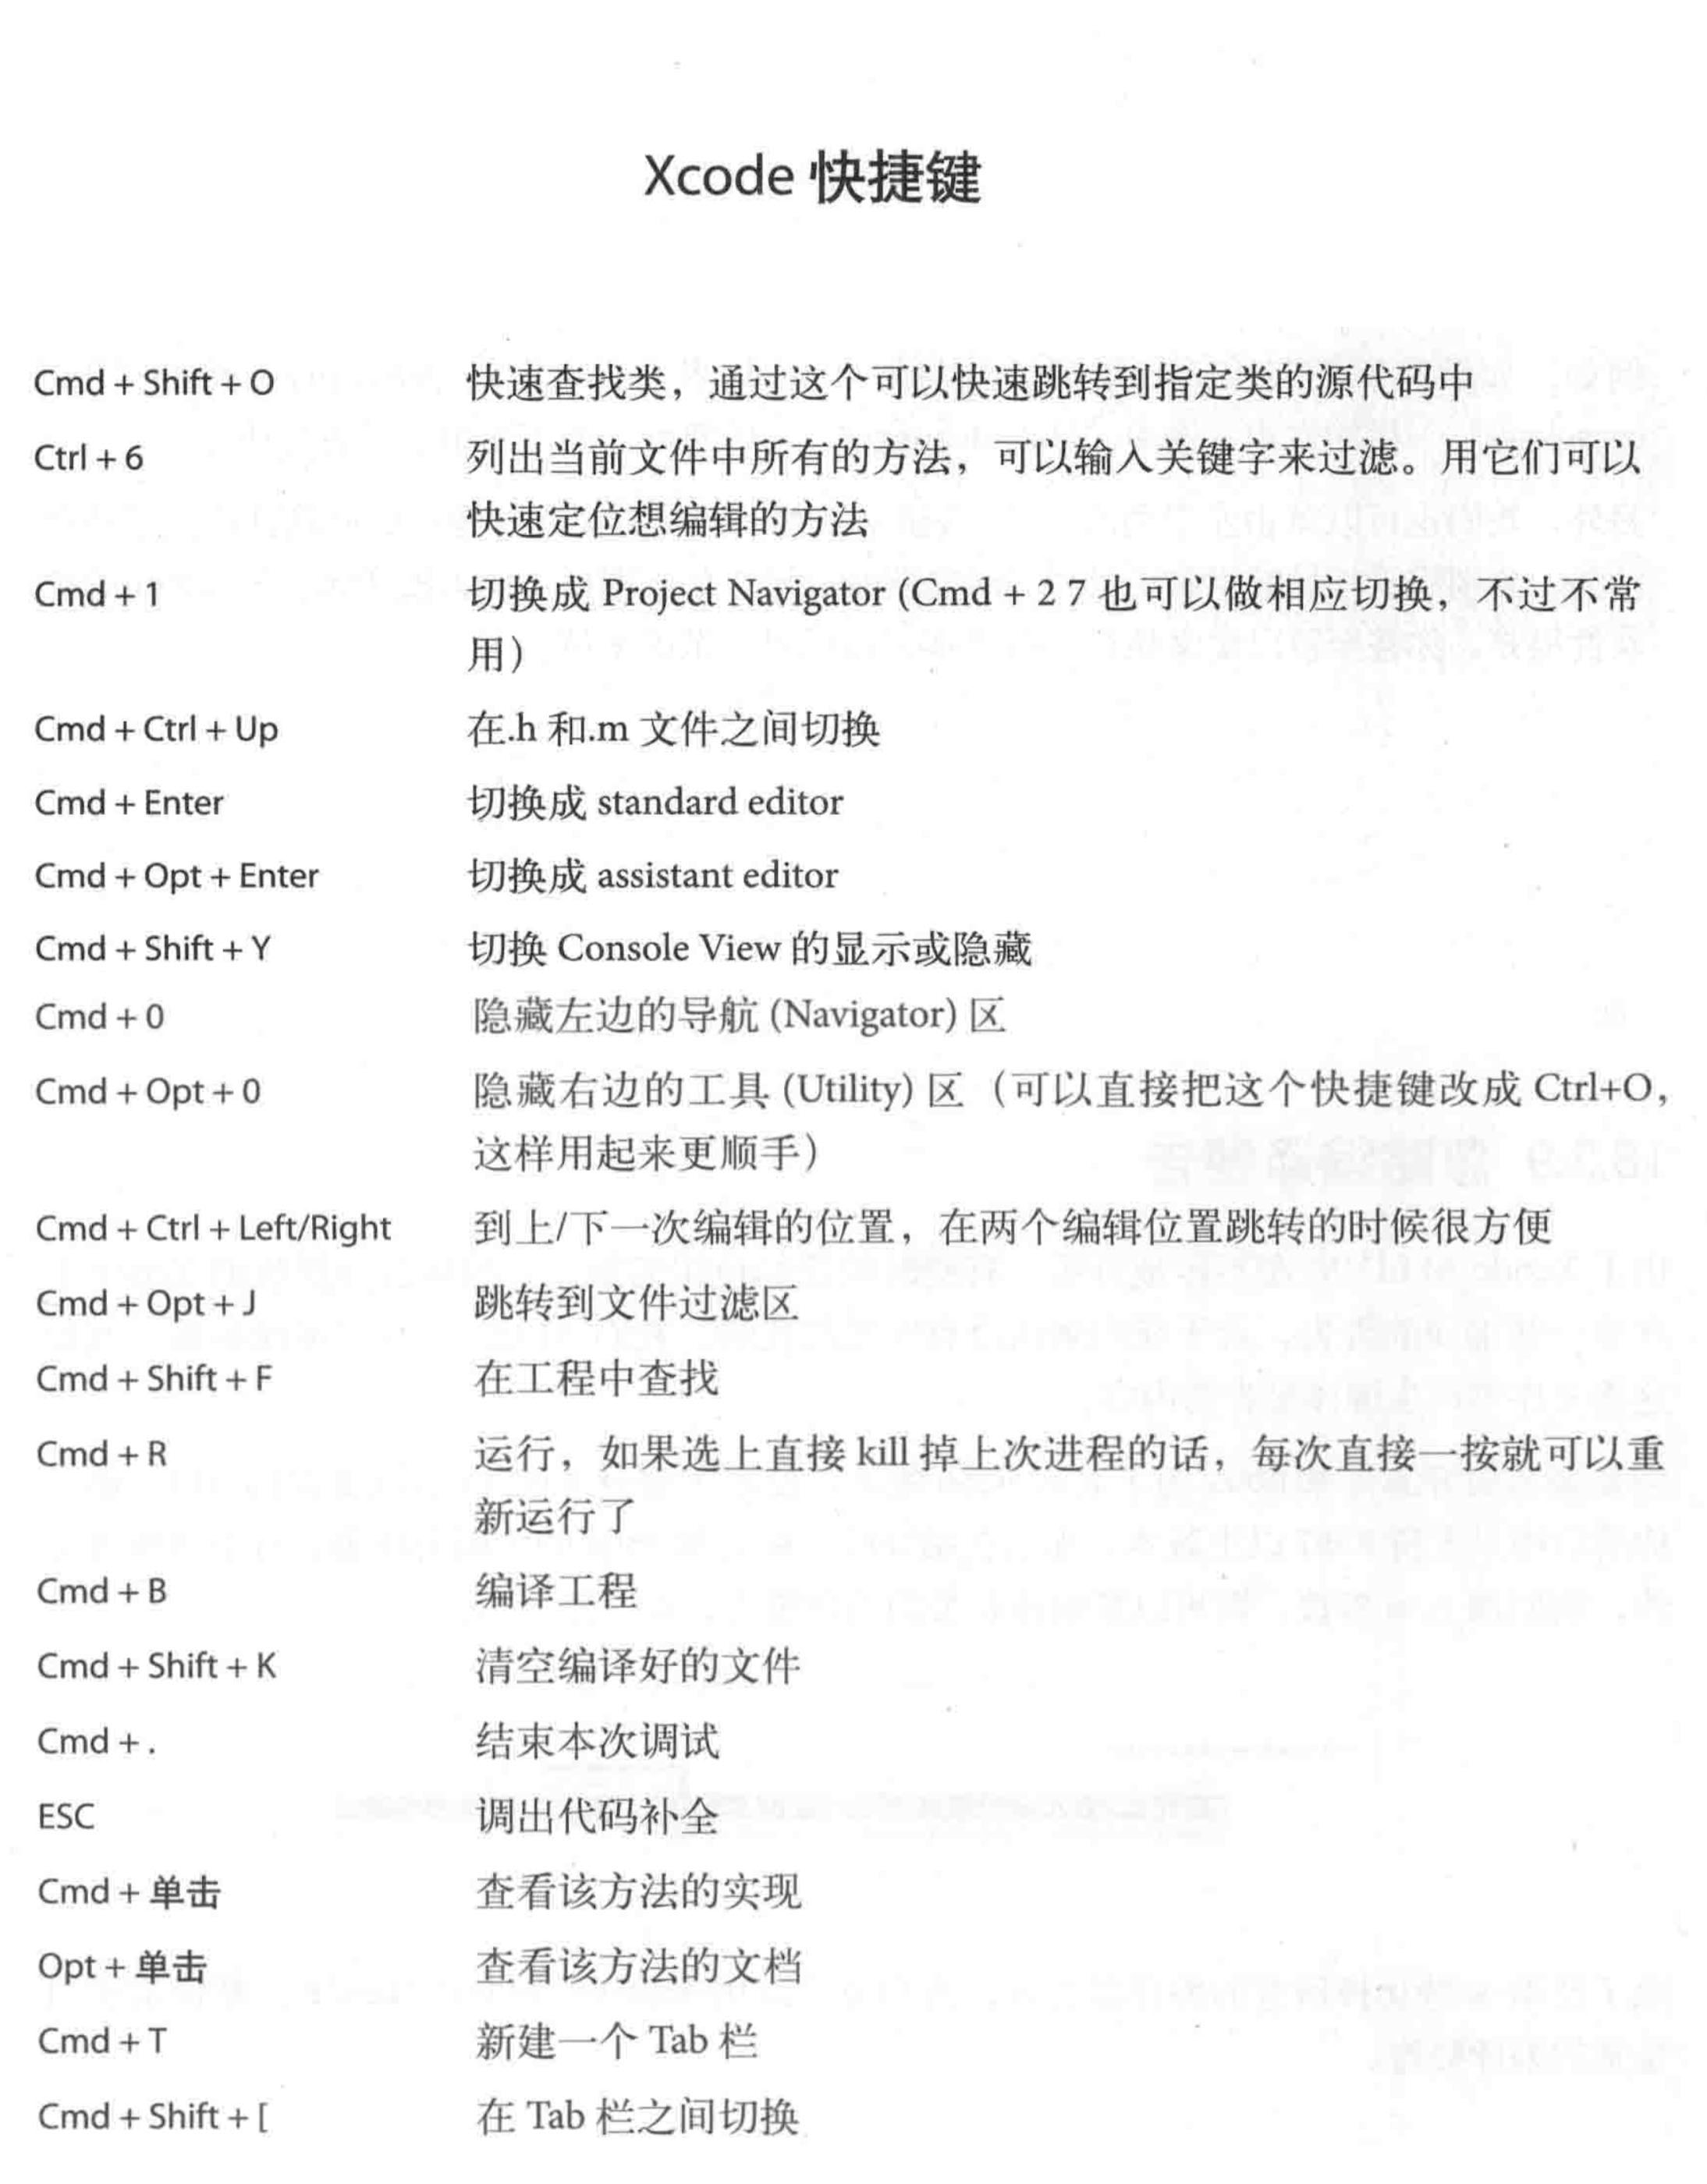 Xcode 快捷键
Cmd + Shift + O 快速查找类，通过这个可以快速跳转到指定类的源代码中
Ctrl + 6 列出当前文件中所有的方法，可以输入关键字来过滤。用它们可以
快速定位想编辑的方法
Cmd + 1 切换成 Project Navigator (Cmd + 2 7 也可以做相应切换，不过不常
用）
Cmd + Ctrl + Up 在.h 和.m 文件之间切换
Cmd + Enter 切换成 standard editor
Cmd + Opt + Enter 切换成 assistant editor
Cmd + Shift + Y 切换 Console View 的显示或隐藏
Cmd + 0 隐藏左边的导航 (Navigator) 区
Cmd + Opt + 0 隐藏右边的工具 (Utility) 区（可以直接把这个快捷键改成 Ctrl+O，
这样用起来更顺手）
Cmd + Ctrl + Left/Right 到上/下一次编辑的位置，在两个编辑位置跳转的时候很方便
Cmd + Opt + J 跳转到文件过滤区
Cmd + Shift + F 在工程中查找
Cmd + R 运行，如果选上直接 kill 掉上次进程的话，每次直接一按就可以重
新运行了
Cmd + B 编译工程
Cmd + Shift + K 清空编译好的文件
Cmd + . 结束本次调试
ESC 调出代码补全
Cmd + 单击 查看该方法的实现
Opt + 单击 查看该方法的文档
Cmd + T 新建一个 Tab 栏
Cmd + Shift + [ 在 Tab 栏之间切换